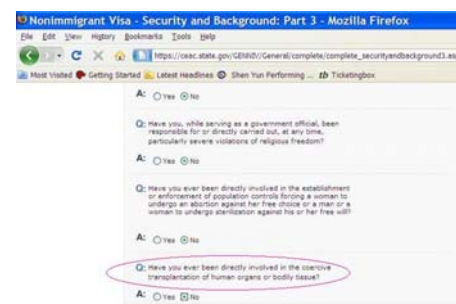 Nonimmigrant Visa - Security and Background: Part 3 - Mozilla Firefox
File Edit View History Bookmarks Tools Help
https://ceac.state.gov/GENNIV/General/complete/complete_securityandbackground3.as
Most Visited Getting Started Latest Headlines Shen Yun Performing ... tb Ticketingbox
A: Yes No
Q: Have you, while serving as a government official, been
responsible for or directly carried out, at any time,
particularly severe violations of religious freedom?
A: Yes No
Q: Have you ever been directly involved in the establishment
or enforcement of population controls forcing a woman to
undergo an abortion against her free choice or a man or a
woman to undergo sterilization against his or her free will?
A: Yes No
Q: Have you ever been directly involved in the coercive
transplantation of human organs or bodily tissue?
A: Yes No